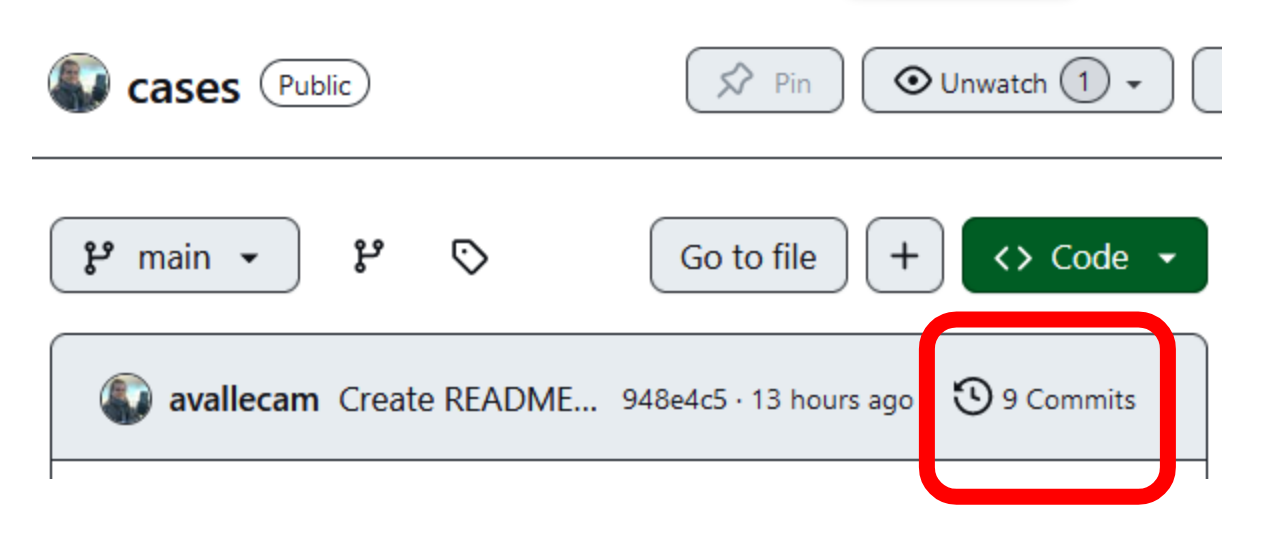 cases Public Pin Unwatch 1
main Go to file + Code
avallecam Create README... 948e4c5 · 13 hours ago 9 Commits